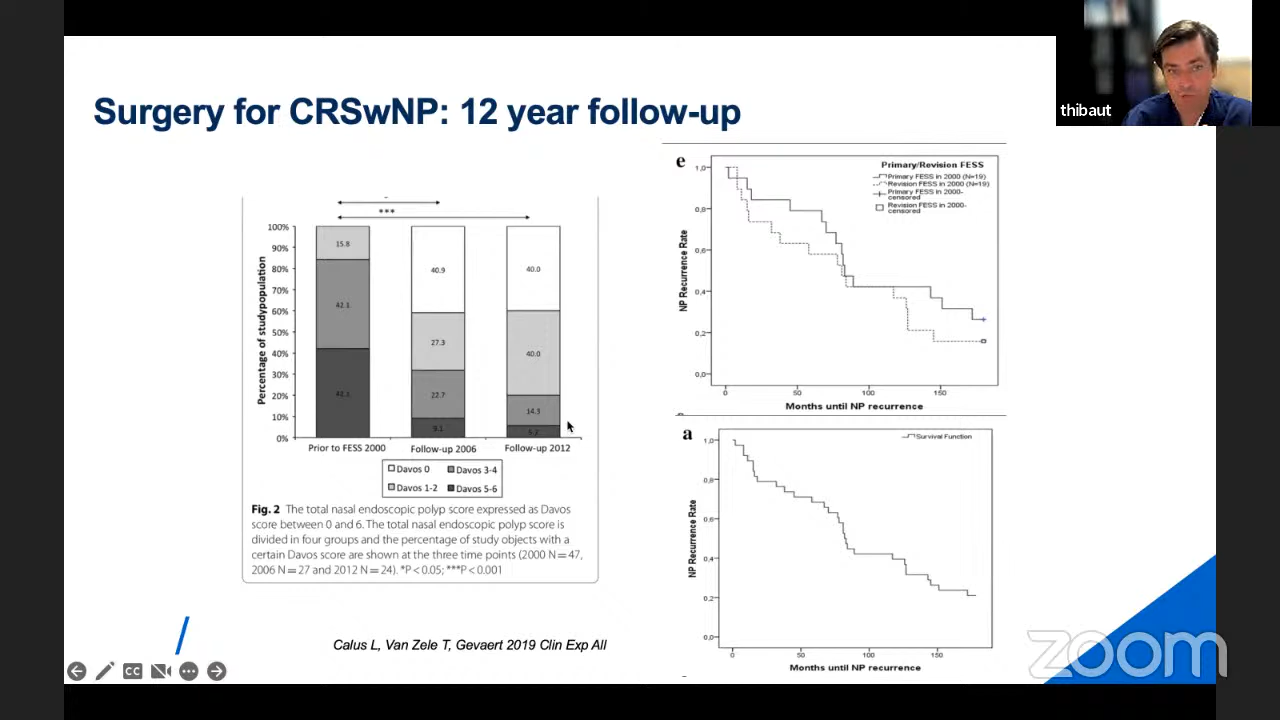 thibaut
Surgery for CRSwNP: 12 year follow-up
***
100%
90%
80%
70%
60%
50%
40%
30%
20%
10%
0%
Percentage of studypopulation
15.8
42.1
42.1
40.9
27.3
22.7
9.1
40.0
40.0
14.3
5.7
Prior to FESS 2000 Follow-up 2006 Follow-up 2012
Davos 0 Davos 3-4
Davos 1-2 Davos 5-6
Fig. 2 The total nasal endoscopic polyp score expressed as Davos
score between 0 and 6. The total nasal endoscopic polyp score is
divided in four groups and the percentage of study objects with a
certain Davos score are shown at the three time points (2000 N = 47,
2006 N = 27 and 2012 N = 24). *P < 0.05; ***P < 0.001
e
Primary/Revision FESS
Primary FESS in 2000 (N=19)
Revision FESS in 2000 (N=19)
Primary FESS in 2000-
censored
Revision FESS in 2000-
censored
1,0
0,8
0,6
0,4
0,2
0,0
NP Recurrence Rate
0 50 100 150
Months until NP recurrence
a
Survival Function
1,0
0,8
0,6
0,4
0,2
0,0
NP Recurrence Rate
0 50 100 150
Months until NP recurrence
Calus L, Van Zele T, Gevaert 2019 Clin Exp All
CC
zoom